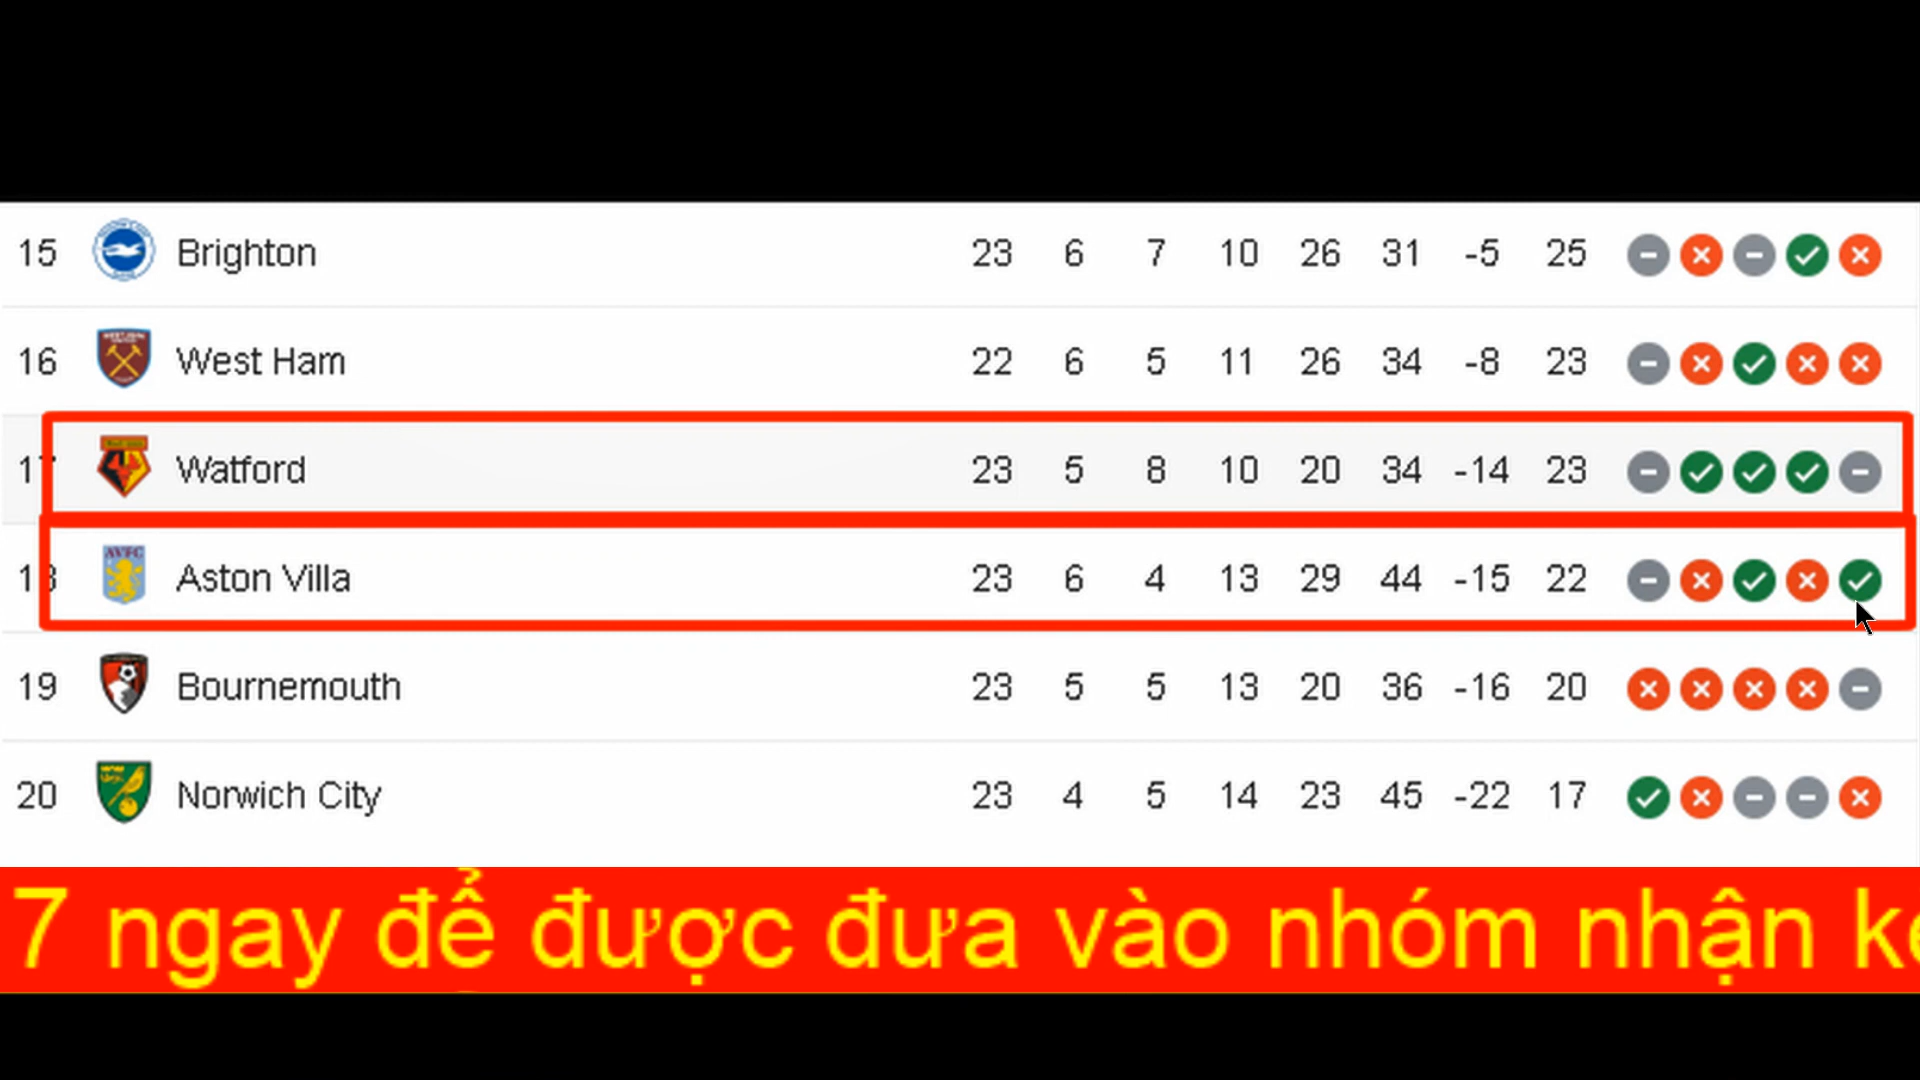 15 Brighton 23 6 7 10 26 31 -5 25
16 West Ham 22 6 5 11 26 34 -8 23
17 Watford 23 5 8 10 20 34 -14 23
AVFC
18 Aston Villa 23 6 4 13 29 44 -15 22
19 Bournemouth 23 5 5 13 20 36 -16 20
20 Norwich City 23 4 5 14 23 45 -22 17
7 ngay để được đưa vào nhóm nhận